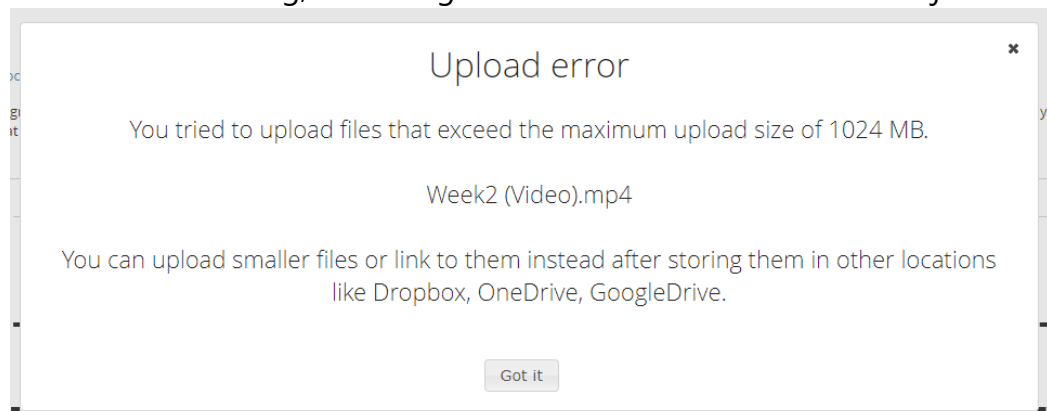 Upload error
You tried to upload files that exceed the maximum upload size of 1024 MB.
Week2 (Video).mp4
You can upload smaller files or link to them instead after storing them in other locations
like Dropbox, OneDrive, GoogleDrive.
Got it